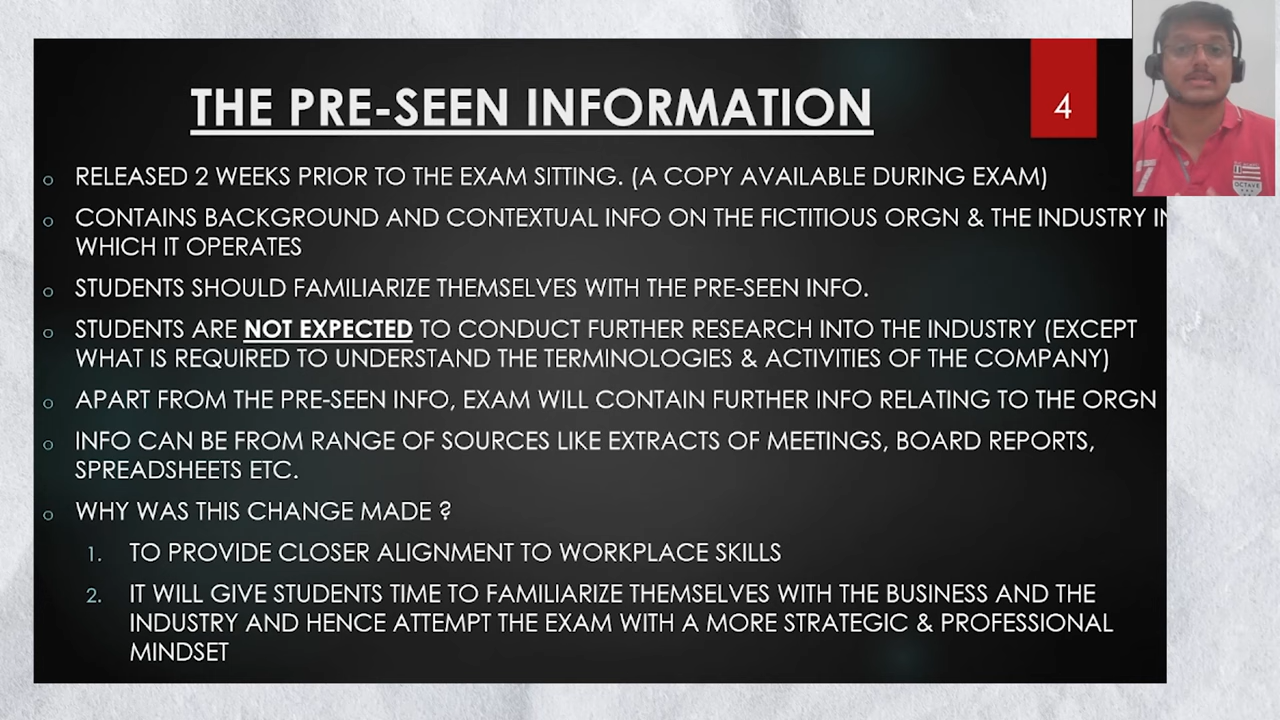 THE PRE-SEEN INFORMATION
4
RELEASED 2 WEEKS PRIOR TO THE EXAM SITTING. (A COPY AVAILABLE DURING EXAM)
CONTAINS BACKGROUND AND CONTEXTUAL INFO ON THE FICTITIOUS ORGN & THE INDUSTRY IN
WHICH IT OPERATES
STUDENTS SHOULD FAMILIARIZE THEMSELVES WITH THE PRE-SEEN INFO.
STUDENTS ARE NOT EXPECTED TO CONDUCT FURTHER RESEARCH INTO THE INDUSTRY (EXCEPT
WHAT IS REQUIRED TO UNDERSTAND THE TERMINOLOGIES & ACTIVITIES OF THE COMPANY)
APART FROM THE PRE-SEEN INFO, EXAM WILL CONTAIN FURTHER INFO RELATING TO THE ORGN
INFO CAN BE FROM RANGE OF SOURCES LIKE EXTRACTS OF MEETINGS, BOARD REPORTS,
SPREADSHEETS ETC.
WHY WAS THIS CHANGE MADE ?
1. TO PROVIDE CLOSER ALIGNMENT TO WORKPLACE SKILLS
2. IT WILL GIVE STUDENTS TIME TO FAMILIARIZE THEMSELVES WITH THE BUSINESS AND THE
INDUSTRY AND HENCE ATTEMPT THE EXAM WITH A MORE STRATEGIC & PROFESSIONAL
MINDSET
7
OCTAVE